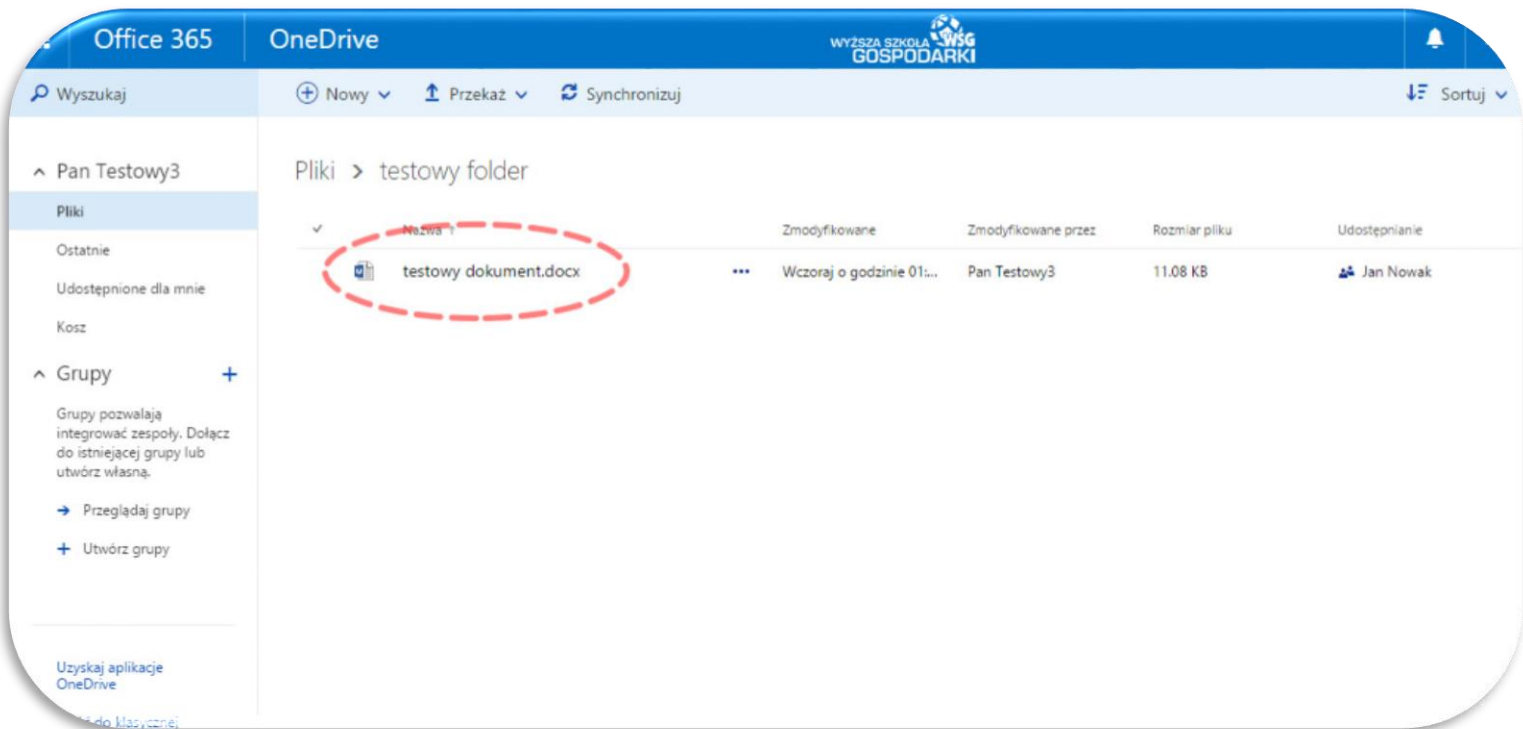 Office 365
OneDrive
WYŻSZA SZKOŁA WSG
GOSPODARKI
Wyszukaj
Nowy
Przekaż
Synchronizuj
Sortuj
Pan Testowy3
Pliki
Ostatnie
Udostępnione dla mnie
Kosz
Grupy
Grupy pozwalają
integrować zespoły. Dołącz
do istniejącej grupy lub
utwórz własną.
Przeglądaj grupy
Utwórz grupy
Uzyskaj aplikacje
OneDrive
do klasycznej
Pliki > testowy folder
Nazwa ↑
Zmodyfikowane
Zmodyfikowane przez
Rozmiar pliku
Udostępnianie
testowy dokument.docx
Wczoraj o godzinie 01:...
Pan Testowy3
11.08 KB
Jan Nowak